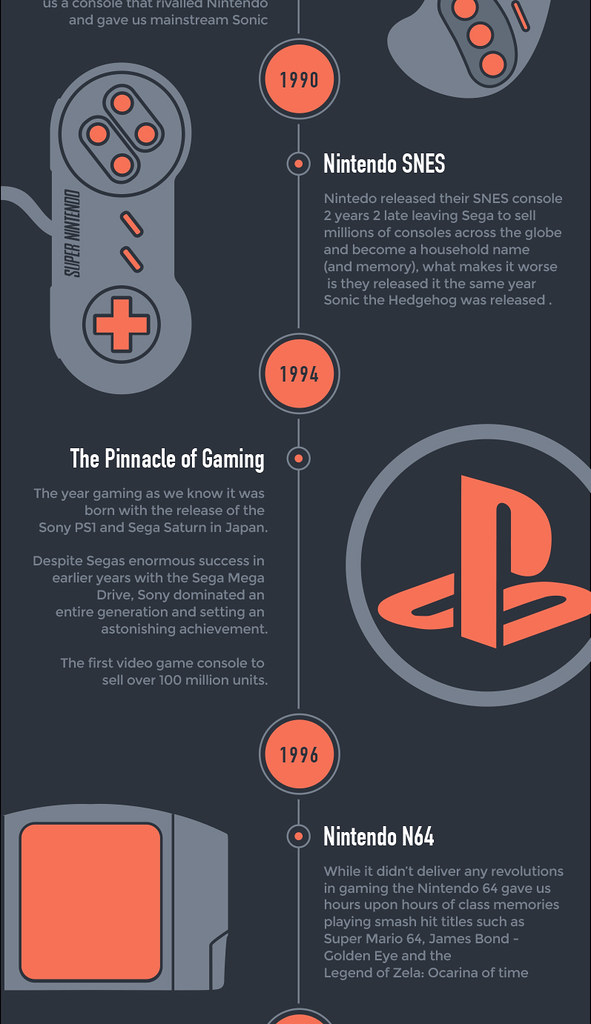 us a console that rivalled Nintendo
and gave us mainstream Sonic
1990
SUPER NINTENDO
Nintendo SNES
Nintedo released their SNES console
2 years 2 late leaving Sega to sell
millions of consoles across the globe
and become a household name
(and memory), what makes it worse
is they released it the same year
Sonic the Hedgehog was released .
1994
The Pinnacle of Gaming
The year gaming as we know it was
born with the release of the
Sony PS1 and Sega Saturn in Japan.
Despite Segas enormous success in
earlier years with the Sega Mega
Drive, Sony dominated an
entire generation and setting an
astonishing achievement.
The first video game console to
sell over 100 million units.
1996
Nintendo N64
While it didn't deliver any revolutions
in gaming the Nintendo 64 gave us
hours upon hours of class memories
playing smash hit titles such as
Super Mario 64, James Bond -
Golden Eye and the
Legend of Zela: Ocarina of time